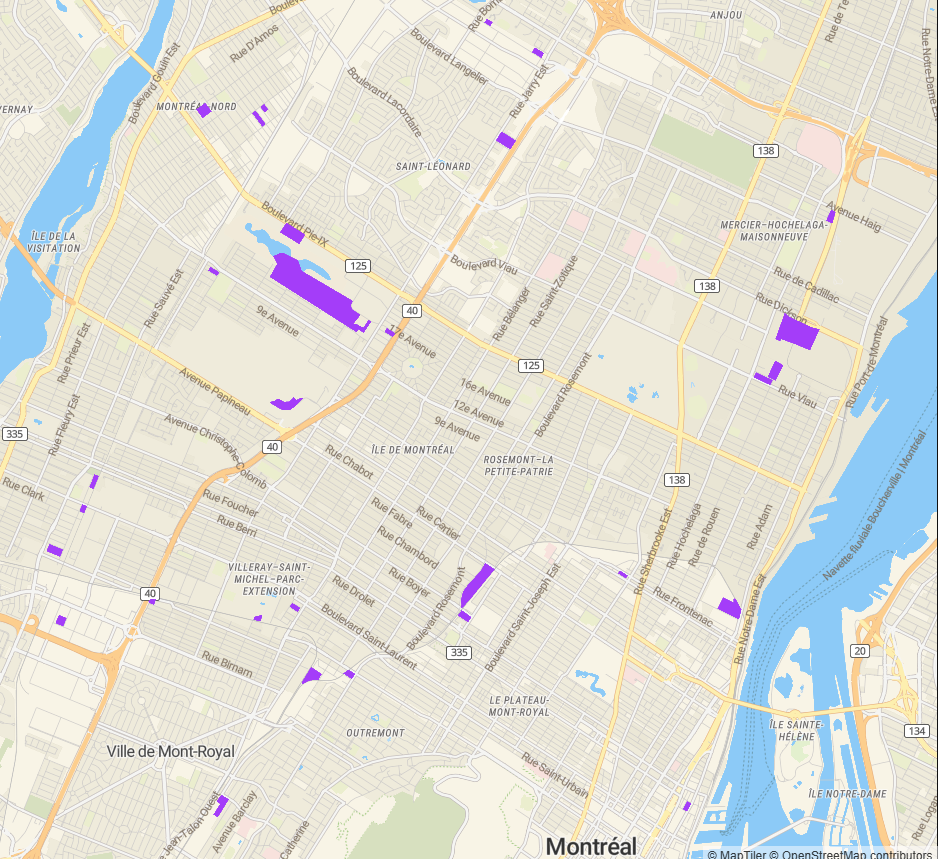 Boulevard
Rue Bom
ANJOU
Rue de Te
Rue Notre-Dame Est
Rue D'Amos
Boulevard Langelier
Boulevard Gouin Est
Boulevard Lacordaire
Rue Jarry Est
VERNAY
MONTRÉAL-NORD
138
SAINT-LÉONARD
Boulevard Pie-IX
Avenue Haig
MERCIER-HOCHELAGA-
MAISONNEUVE
ÎLE DE LA
VISITATION
125
Boulevard Viau
Rue Sauvé Est
Rue Saint-Zotique
Rue de Cadillac
138
Rue Bélanger
Rue Dickson
40
9e Avenue
17e Avenue
Rue Port-de-Montréal
Rue Prieur Est
125
16e Avenue
Boulevard Rosemont
Rue Viau
Avenue Papineau
12e Avenue
9e Avenue
Rue Fleury Est
335
Avenue Christophe-Colomb
40
ÎLE DE MONTRÉAL
Rue Chabot
ROSEMONT–LA
PETITE-PATRIE
138
Rue Clark
Rue Foucher
Rue Berri
Rue Fabre
Rue Cartier
Rue Chambord
Rue Sherbrooke Est
Rue Hochelaga
Rue de Rouen
Rue Adam
Navette fluviale Boucherville | Montréal
VILLERAY–SAINT-
MICHEL–PARC-
EXTENSION
Rue Boyer
Rue Drolet
40
Boulevard Rosemont
Boulevard Saint-Joseph Est
Rue Frontenac
Rue Notre-Dame Est
Boulevard Saint-Laurent
335
20
Rue Birnam
LE PLATEAU-
MONT-ROYAL
OUTREMONT
ÎLE SAINTE-
HÉLÈNE
134
Ville de Mont-Royal
Rue Saint-Urbain
ÎLE NOTRE-DAME
Rue Jean-Talon Ouest
Avenue Barclay
Catherine
Rue Logan
Montréal
© MapTiler © OpenStreetMap contributors